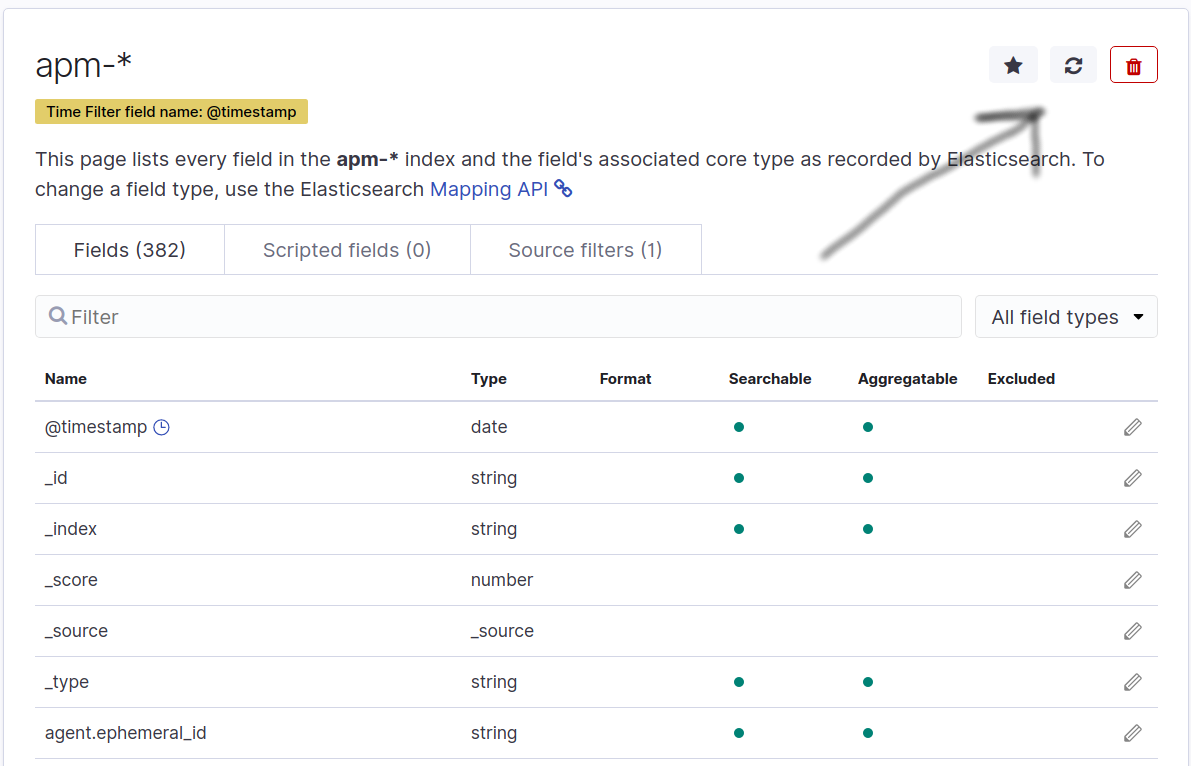 apm-*
Time Filter field name: @timestamp
This page lists every field in the apm-* index and the field's associated core type as recorded by Elasticsearch. To
change a field type, use the Elasticsearch Mapping API
Fields (382) Scripted fields (0) Source filters (1)
Filter All field types
Name Type Format Searchable Aggregatable Excluded
@timestamp date
_id string
_index string
_score number
_source _source
_type string
agent.ephemeral_id string